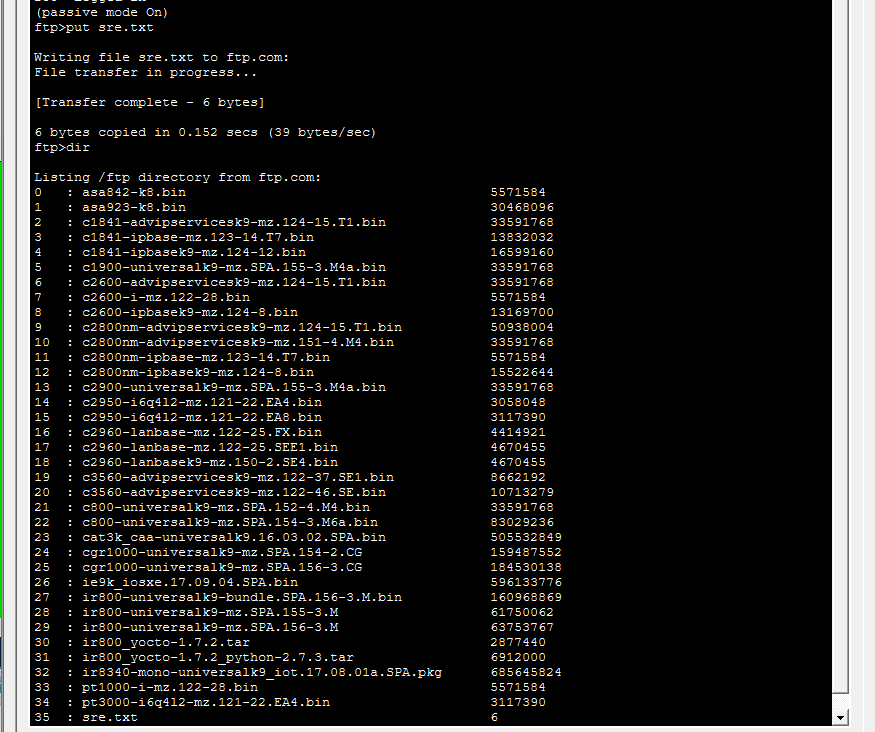 (passive mode On)
ftp>put sre.txt
Writing file sre.txt to ftp.com:
File transfer in progress...
[Transfer complete - 6 bytes]
6 bytes copied in 0.152 secs (39 bytes/sec)
ftp>dir
Listing /ftp directory from ftp.com:
0 : asa842-k8.bin 5571584
1 : asa923-k8.bin 30468096
2 : c1841-advipservicesk9-mz.124-15.T1.bin 33591768
3 : c1841-ipbase-mz.123-14.T7.bin 13832032
4 : c1841-ipbasek9-mz.124-12.bin 16599160
5 : c1900-universalk9-mz.SPA.155-3.M4a.bin 33591768
6 : c2600-advipservicesk9-mz.124-15.T1.bin 33591768
7 : c2600-i-mz.122-28.bin 5571584
8 : c2600-ipbasek9-mz.124-8.bin 13169700
9 : c2800nm-advipservicesk9-mz.124-15.T1.bin 50938004
10 : c2800nm-advipservicesk9-mz.151-4.M4.bin 33591768
11 : c2800nm-ipbase-mz.123-14.T7.bin 5571584
12 : c2800nm-ipbasek9-mz.124-8.bin 15522644
13 : c2900-universalk9-mz.SPA.155-3.M4a.bin 33591768
14 : c2950-i6q4l2-mz.121-22.EA4.bin 3058048
15 : c2950-i6q4l2-mz.121-22.EA8.bin 3117390
16 : c2960-lanbase-mz.122-25.FX.bin 4414921
17 : c2960-lanbase-mz.122-25.SEE1.bin 4670455
18 : c2960-lanbasek9-mz.150-2.SE4.bin 4670455
19 : c3560-advipservicesk9-mz.122-37.SE1.bin 8662192
20 : c3560-advipservicesk9-mz.122-46.SE.bin 10713279
21 : c800-universalk9-mz.SPA.152-4.M4.bin 33591768
22 : c800-universalk9-mz.SPA.154-3.M6a.bin 83029236
23 : cat3k_caa-universalk9.16.03.02.SPA.bin 505532849
24 : cgr1000-universalk9-mz.SPA.154-2.CG 159487552
25 : cgr1000-universalk9-mz.SPA.156-3.CG 184530138
26 : ie9k_iosxe.17.09.04.SPA.bin 596133776
27 : ir800-universalk9-bundle.SPA.156-3.M.bin 160968869
28 : ir800-universalk9-mz.SPA.155-3.M 61750062
29 : ir800-universalk9-mz.SPA.156-3.M 63753767
30 : ir800_yocto-1.7.2.tar 2877440
31 : ir800_yocto-1.7.2_python-2.7.3.tar 6912000
32 : ir8340-mono-universalk9_iot.17.08.01a.SPA.pkg 685645824
33 : pt1000-i-mz.122-28.bin 5571584
34 : pt3000-i6q4l2-mz.121-22.EA4.bin 3117390
35 : sre.txt 6